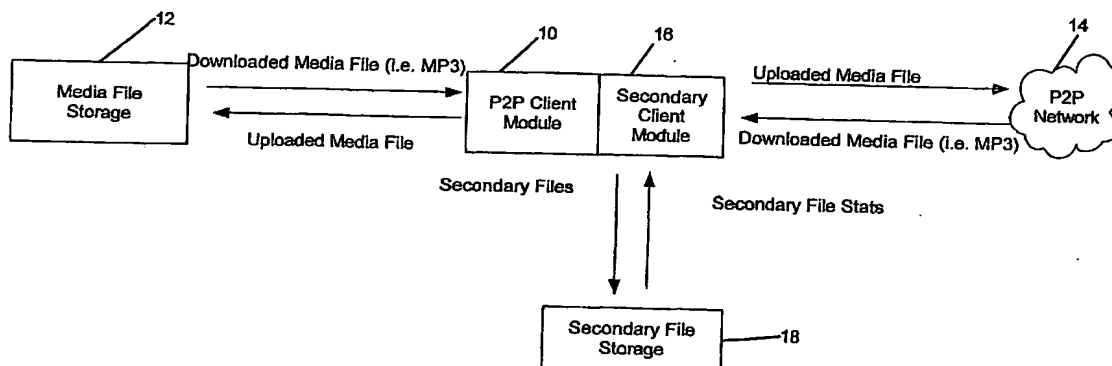 12
10
16
14
Downloaded Media File (i.e. MP3)
Uploaded Media File
Media File
Storage
P2P Client
Module
Secondary
Client
Module
P2P
Network
Uploaded Media File
Downloaded Media File (i.e. MP3)
Secondary Files
Secondary File Stats
Secondary File
Storage
18